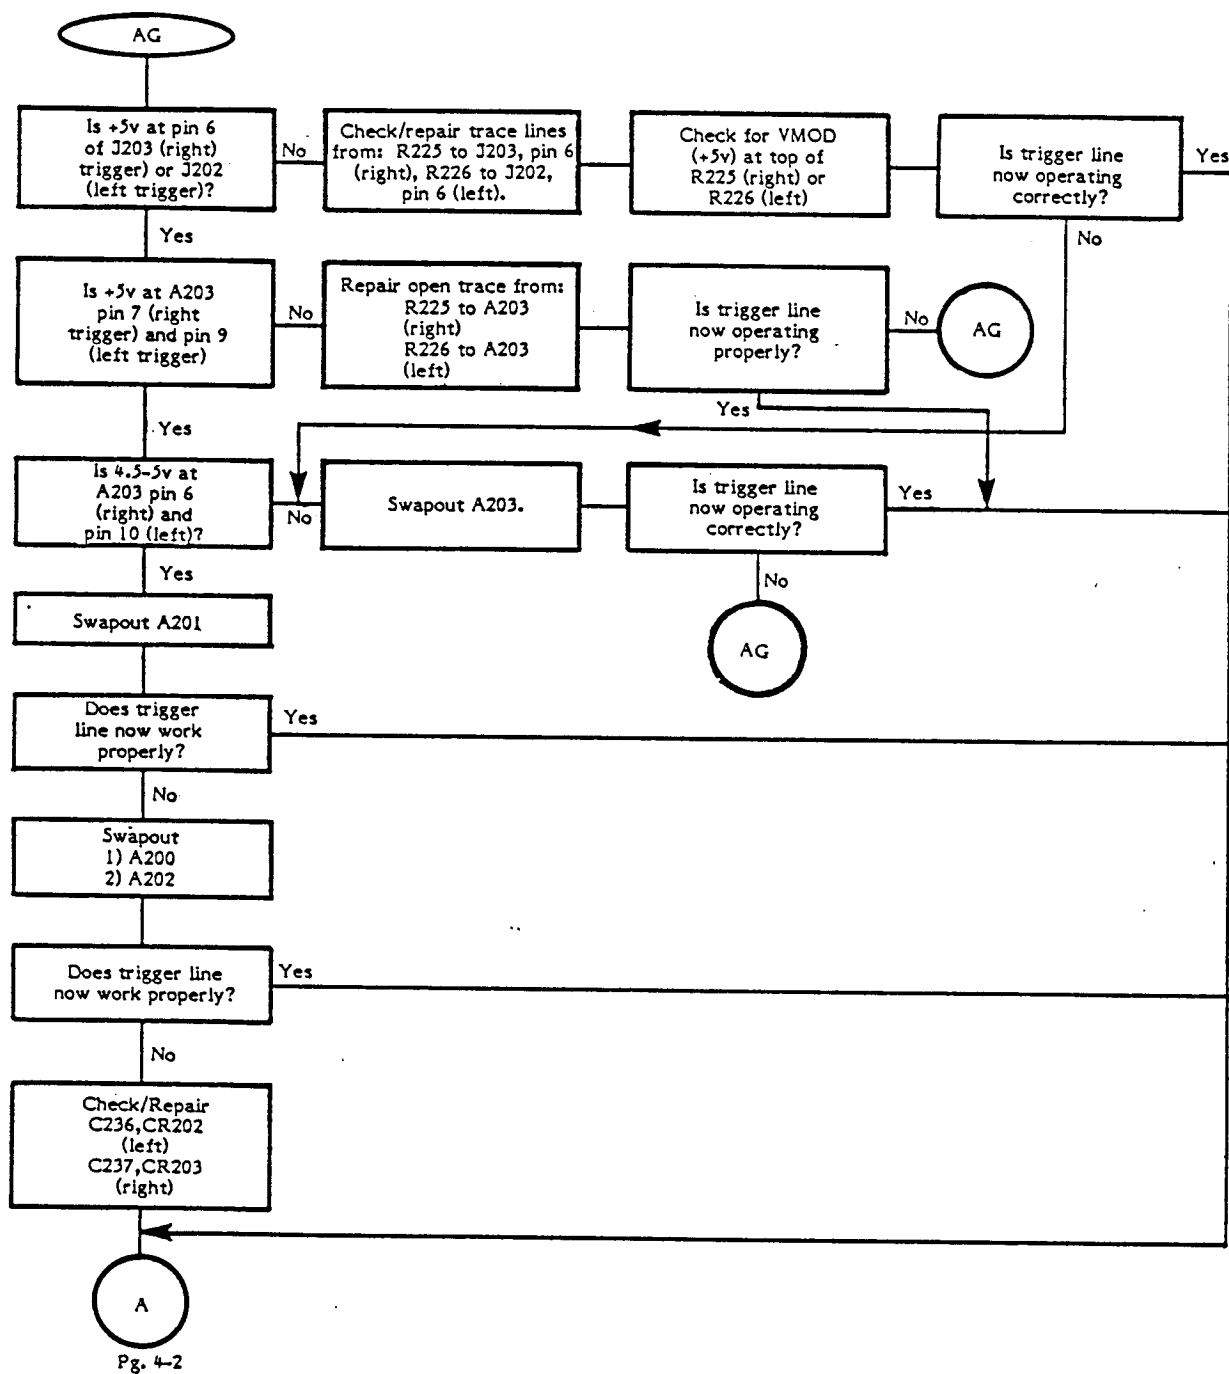 AG
Is +5v at pin 6
of J203 (right)
trigger) or J202
(left trigger)?
No
Check/repair trace lines
from: R225 to J203, pin 6
(right), R226 to J202,
pin 6 (left).
Check for VMOD
(+5v) at top of
R225 (right) or
R226 (left)
Is trigger line
now operating
correctly?
Yes
No
Yes
Is +5v at A203
pin 7 (right
trigger) and pin 9
(left trigger)
No
Repair open trace from:
R225 to A203
(right)
R226 to A203
(left)
Is trigger line
now operating
properly?
No
AG
Yes
Yes
Is 4.5-5v at
A203 pin 6
(right) and
pin 10 (left)?
No
Swapout A203.
Is trigger line
now operating
correctly?
Yes
No
AG
Yes
Swapout A201
Does trigger
line now work
properly?
Yes
No
Swapout
1) A200
2) A202
Does trigger line
now work properly?
Yes
No
Check/Repair
C236,CR202
(left)
C237,CR203
(right)
A
Pg. 4-2